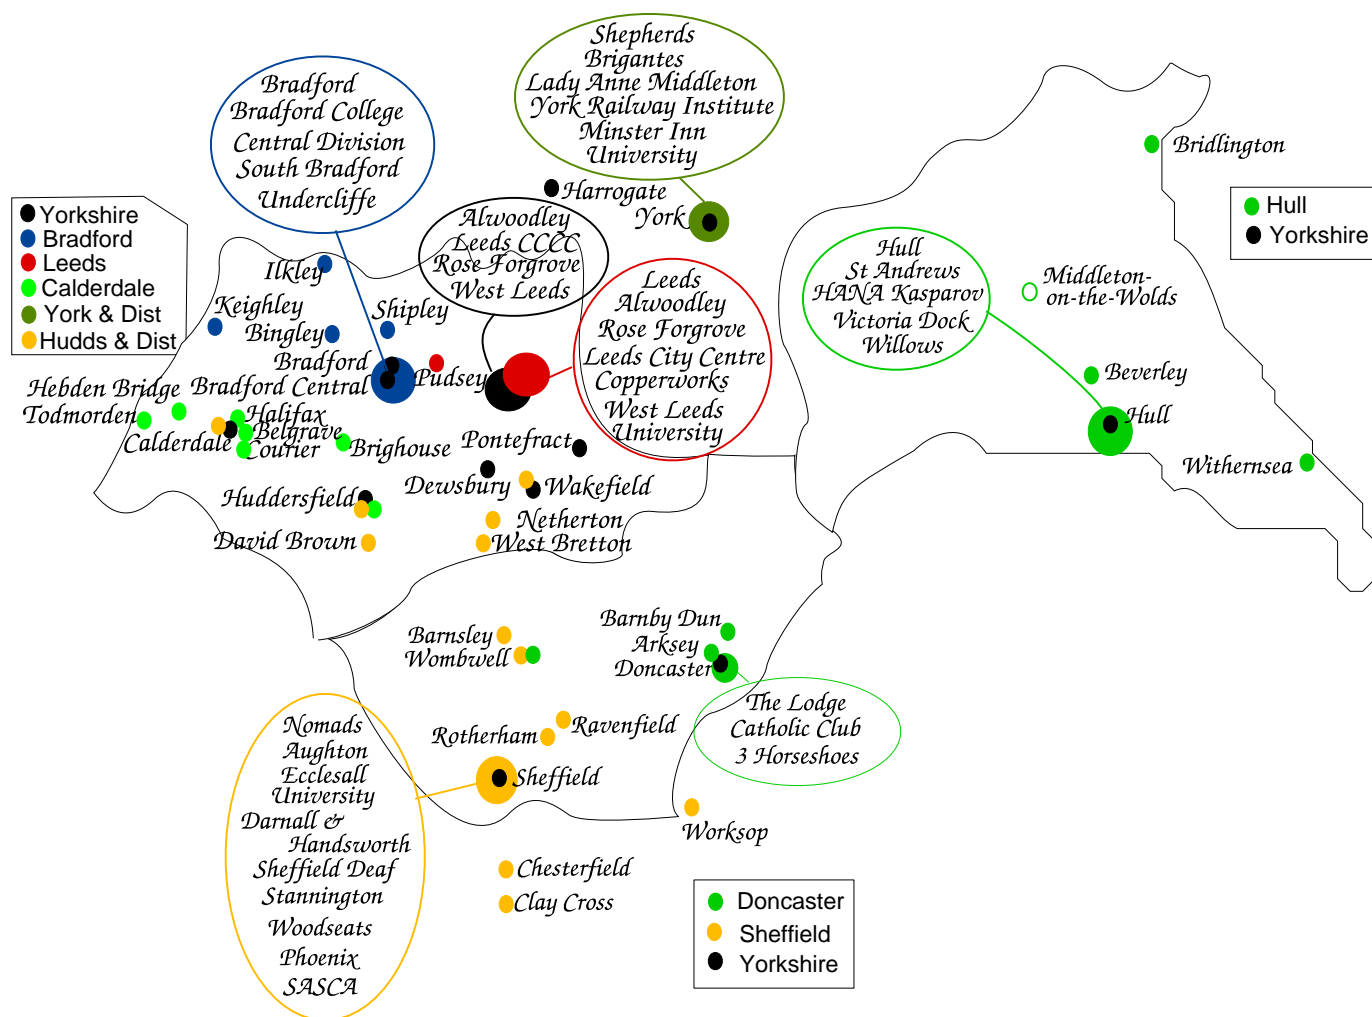 Shepherds
Brigantes
Lady Anne Middleton
York Railway Institute
Minster Inn
University
Bradford
Bradford College
Central Division
South Bradford
Undercliffe
Harrogate
York
Bridlington
Yorkshire
Bradford
Leeds
Calderdale
York & Dist
Hudds & Dist
Hull
Yorkshire
Alwoodley
Leeds CCCC
Rose Forgrove
West Leeds
Ilkley
Keighley
Bingley
Shipley
Bradford
Bradford Central
Pudsey
Leeds
Alwoodley
Rose Forgrove
Leeds City Centre
Copperworks
West Leeds
University
Hull
St Andrews
HANA Kasparov
Victoria Dock
Willows
Middleton-
on-the-Wolds
Beverley
Hull
Withernsea
Hebden Bridge
Todmorden
Halifax
Calderdale
Belgrave
Courier
Brighouse
Pontefract
Dewsbury
Wakefield
Huddersfield
Netherton
David Brown
West Bretton
Barnsley
Wombwell
Barnby Dun
Arksey
Doncaster
The Lodge
Catholic Club
3 Horseshoes
Ravenfield
Rotherham
Sheffield
Nomads
Aughton
Ecclesall
University
Darnall &
Handsworth
Sheffield Deaf
Stannington
Woodseats
Phoenix
SASCA
Worksop
Chesterfield
Clay Cross
Doncaster
Sheffield
Yorkshire